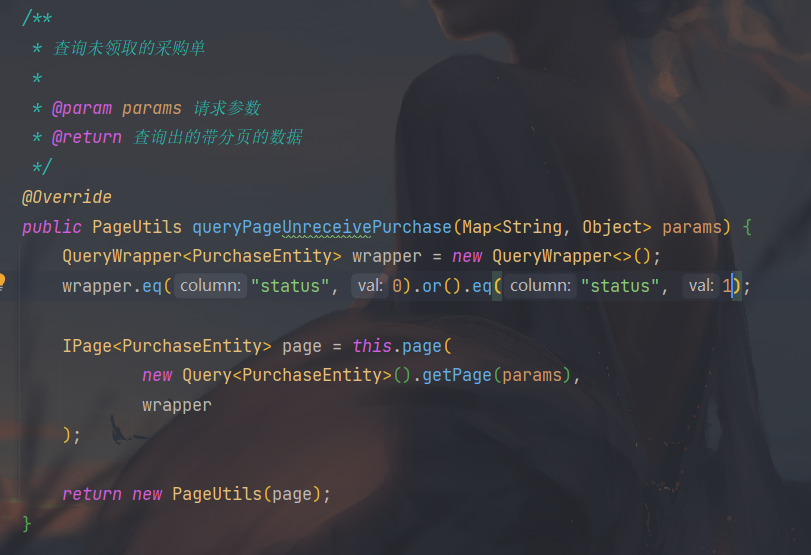 /**
 * 查询未领取的采购单
 *
 * @param params 请求参数
 * @return 查询出的带分页的数据
 */
@Override
public PageUtils queryPageUnreceivePurchase(Map<String, Object> params) {
    QueryWrapper<PurchaseEntity> wrapper = new QueryWrapper<>();
    wrapper.eq( column: "status", val: 0).or().eq( column: "status", val: 1);
    IPage<PurchaseEntity> page = this.page(
            new Query<PurchaseEntity>().getPage(params),
            wrapper
    );
    return new PageUtils(page);
}